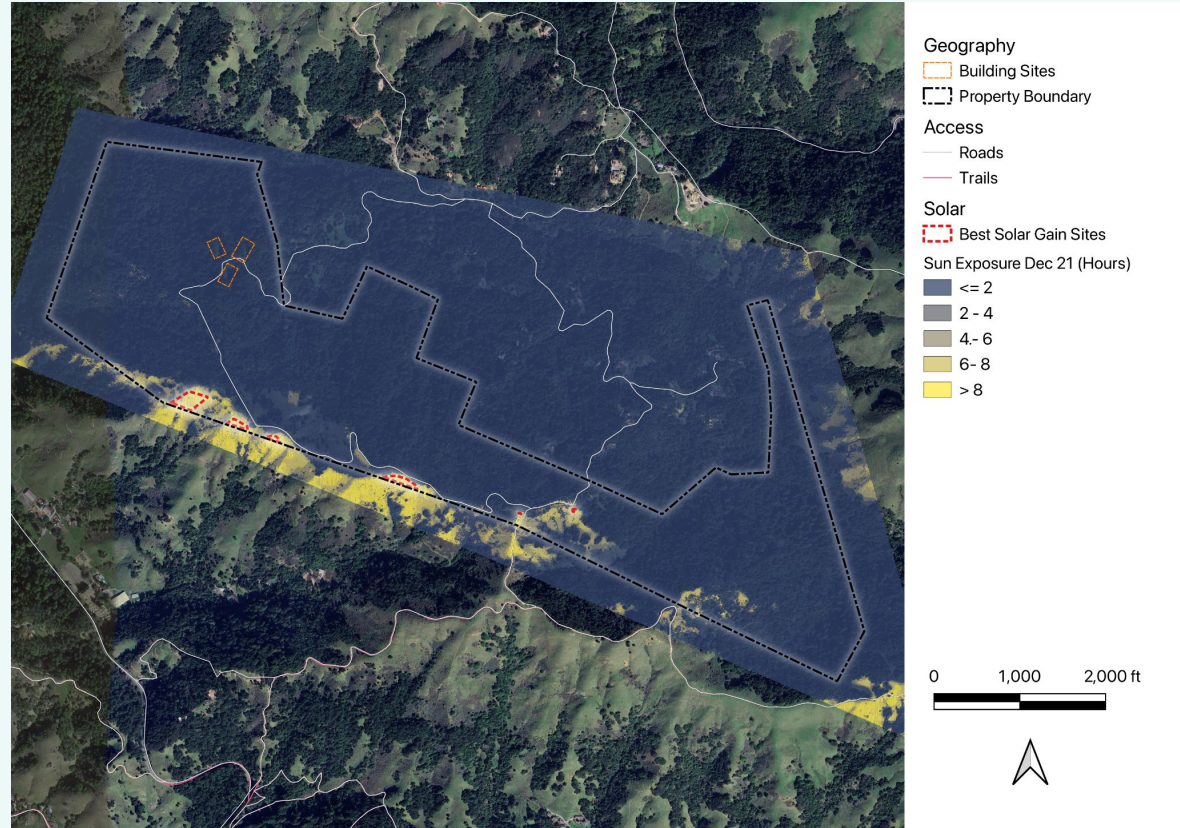 Geography
Building Sites
Property Boundary
Access
Roads
Trails
Solar
Best Solar Gain Sites
Sun Exposure Dec 21 (Hours)
<= 2
2 - 4
4.- 6
6- 8
> 8
0 1,000 2,000 ft